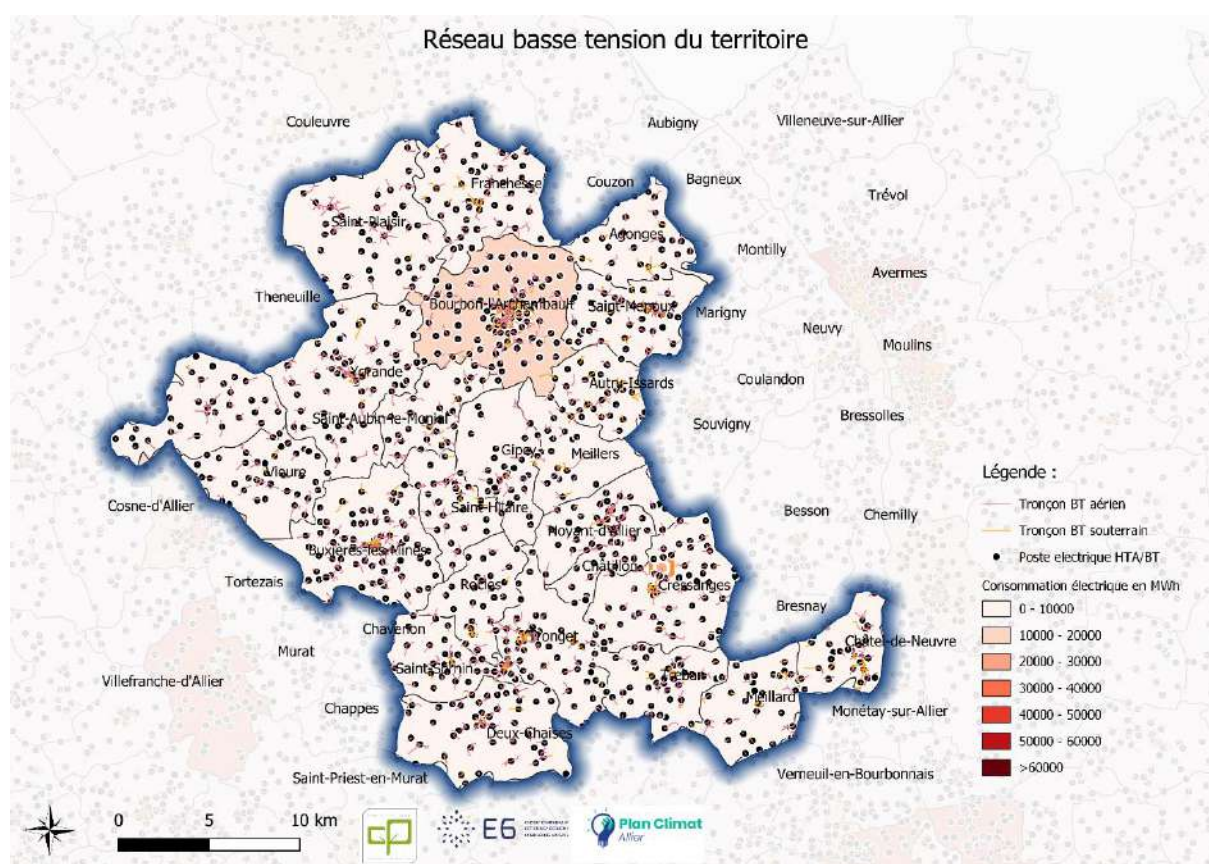 Réseau basse tension du territoire
Couleuvre
Aubigny
Villeneuve-sur-Allier
Franchesse
Couzon
Bagneux
Trévol
Saint-Plaisir
Agonges
Montilly
Avermes
Theneuille
Bourbon-l'Archambault
Saint-Menoux
Marigny
Neuvy
Moulins
Ygrande
Autry-Issards
Coulandon
Saint-Aubin-le-Monial
Souvigny
Bressolles
Gipcy
Meillers
Vieure
Cosne-d'Allier
Saint-Hilaire
Besson
Chemilly
Noyant-d'Allier
Buxières-les-Mines
Châtillon
Tortezais
Rocles
Cressanges
Bresnay
Chavenon
Tronget
Châtel-de-Neuvre
Murat
Saint-Sornin
Treban
Villefranche-d'Allier
Meillard
Chappes
Monétay-sur-Allier
Deux-Chaises
Saint-Priest-en-Murat
Verneuil-en-Bourbonnais
Légende :
Tronçon BT aérien
Tronçon BT souterrain
Poste electrique HTA/BT
Consommation électrique en MWh
0 - 10000
10000 - 20000
20000 - 30000
30000 - 40000
40000 - 50000
50000 - 60000
>60000
0 5 10 km
E6
Plan Climat
Allier